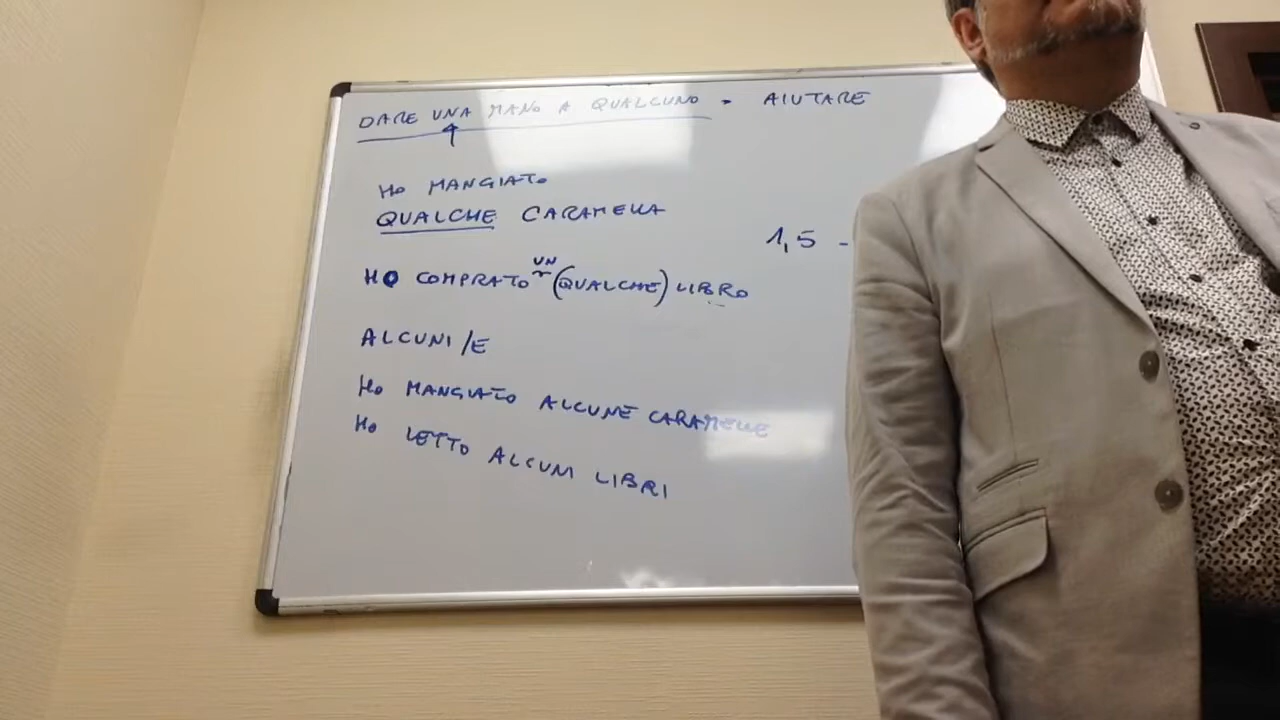 DARE UNA MANO A QUALCUNO = AIUTARE
HO MANGIATO
QUALCHE CARAMELLA
1,5 -
UN
HO COMPRATO (QUALCHE) LIBRO
ALCUNI/E
HO MANGIATO ALCUNE CARAMELLE
HO LETTO ALCUNI LIBRI